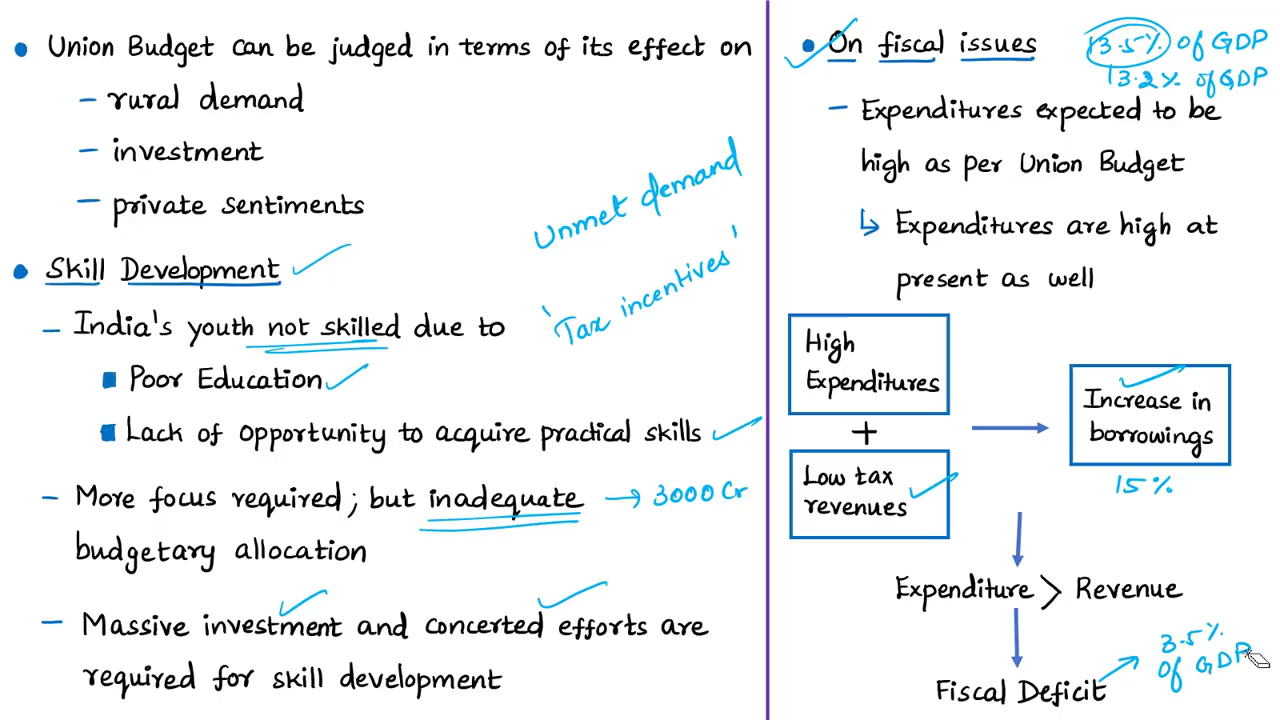 • Union Budget can be judged in terms of its effect on
– rural demand
– investment
– private sentiments
Unmet demand
• Skill Development
'Tax incentives'
– India's youth not skilled due to
▪ Poor Education
▪ Lack of opportunity to acquire practical skills
– More focus required; but inadequate → 3000 Cr
budgetary allocation
– Massive investment and concerted efforts are
required for skill development
• On fiscal issues
13.5% of GDP
13.2% of GDP
– Expenditures expected to be
high as per Union Budget
↳ Expenditures are high at
present as well
High
Expenditures
+
Low tax
revenues
Increase in
borrowings
15%
Expenditure > Revenue
Fiscal Deficit
3.5%
of GDP